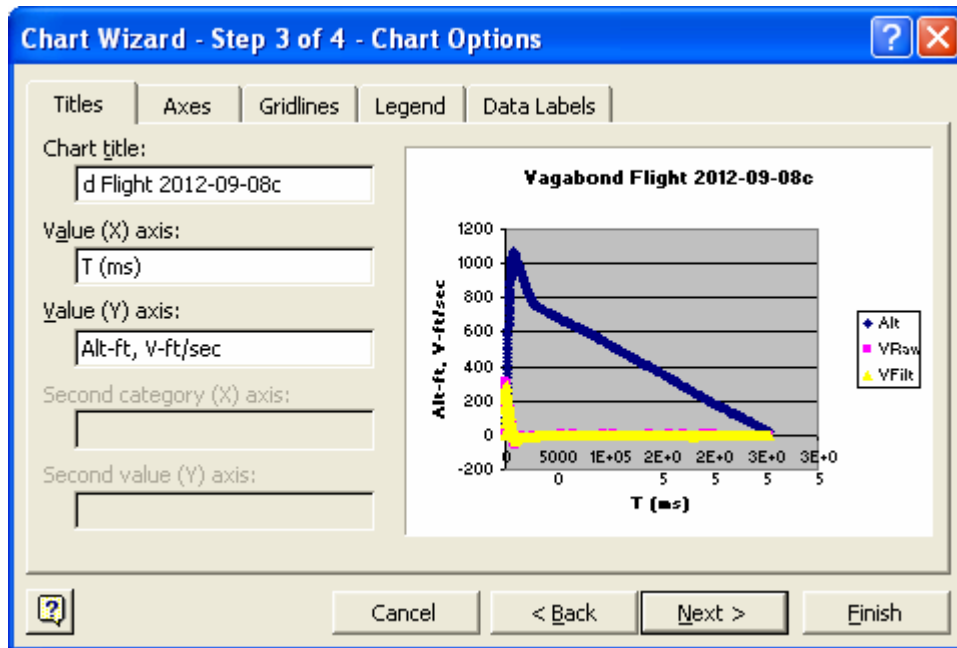 Chart Wizard - Step 3 of 4 - Chart Options
Titles Axes Gridlines Legend Data Labels
Chart title:
d Flight 2012-09-08c
Value (X) axis:
T (ms)
Value (Y) axis:
Alt-ft, V-ft/sec
Second category (X) axis:
Second value (Y) axis:
Vagabond Flight 2012-09-08c
Alt-ft, V-ft/sec
1200
1000
800
600
400
200
0
-200
0 5000 1E+05 2E+0 2E+0 3E+0 3E+0
0 5 5 5 5
T (ms)
Alt
VRaw
VFilt
Cancel < Back Next > Finish